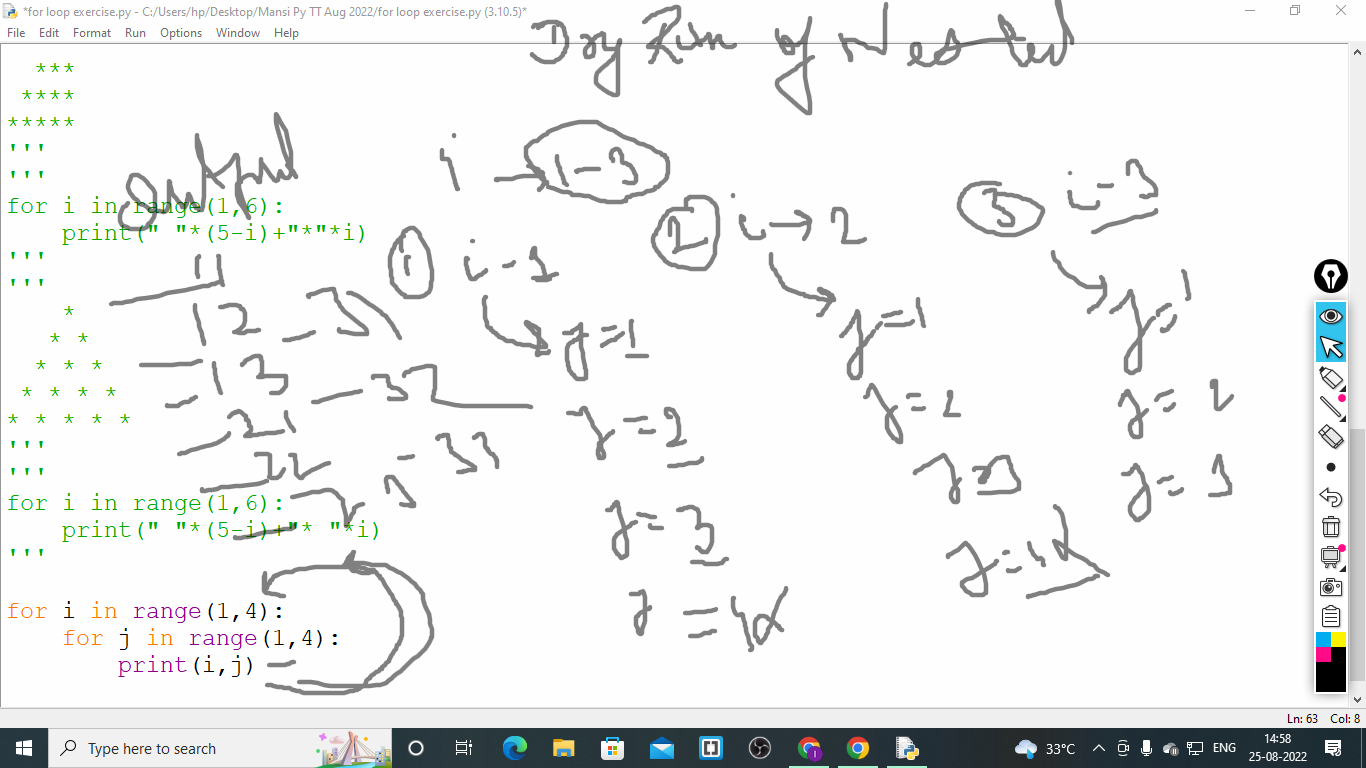 *for loop exercise.py - C:/Users/hp/Desktop/Mansi Py TT Aug 2022/for loop exercise.py (3.10.5)*
File Edit Format Run Options Window Help
Dry Run of Nested
***
****
*****
'''
'''
output
for i in range(1,6):
    print(" "*(5-i)+"*"*i)
'''
'''
*
* *
* * *
* * * *
* * * * *
'''
'''
for i in range(1,6):
    print(" "*(5-i)+"* "*i)
'''
for i in range(1,4):
    for j in range(1,4):
        print(i,j)
11
12
13
21
22
31
32
33
i → 1-3
1 i-1
j=1
j=2
j=3
j=4x
2 i→2
j=1
j=2
j=3
j=4x
3 i-3
j=1
j=2
j=3
Ln: 63 Col: 8
Type here to search
33°C
ENG
14:58
25-08-2022